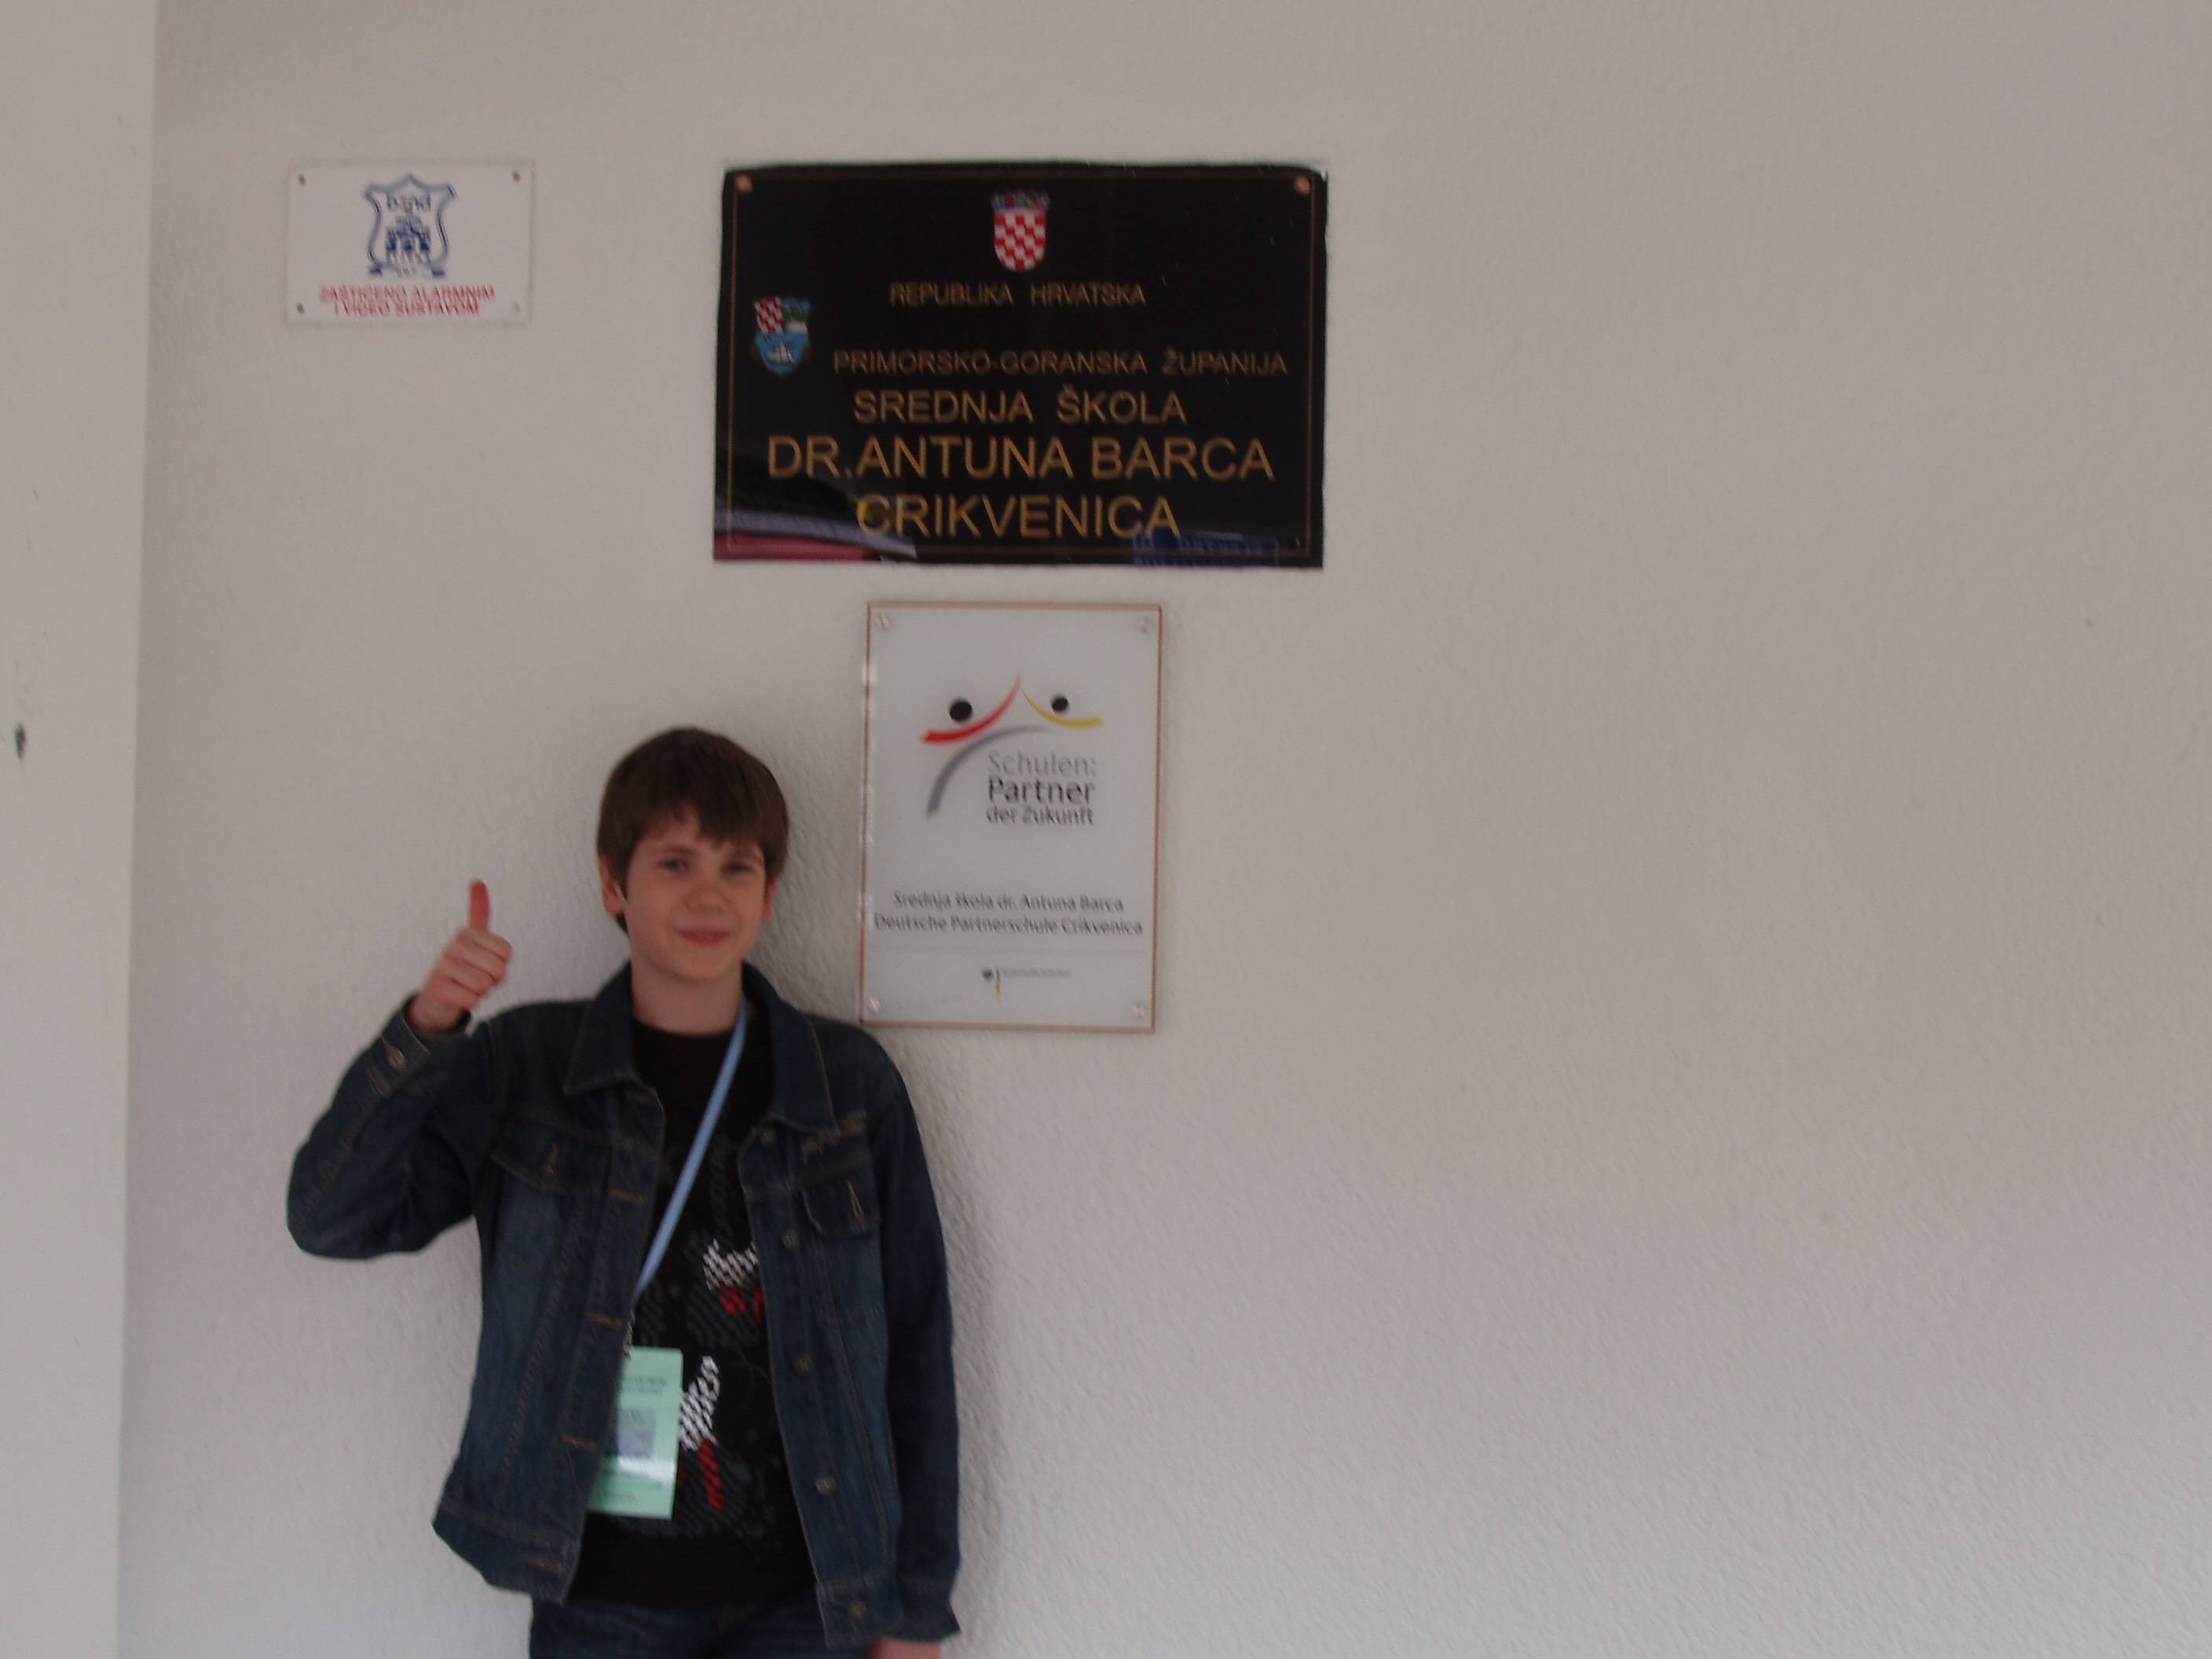 band
ZAŠTIĆENO ALARMNIM
I VIDEO SUSTAVOM
REPUBLIKA HRVATSKA
PRIMORSKO-GORANSKA ŽUPANIJA
SREDNJA ŠKOLA
DR.ANTUNA BARCA
CRIKVENICA
Schulen:
Partner
der Zukunft
Srednja škola dr. Antuna Barca
Deutsche Partnerschule Crikvenica